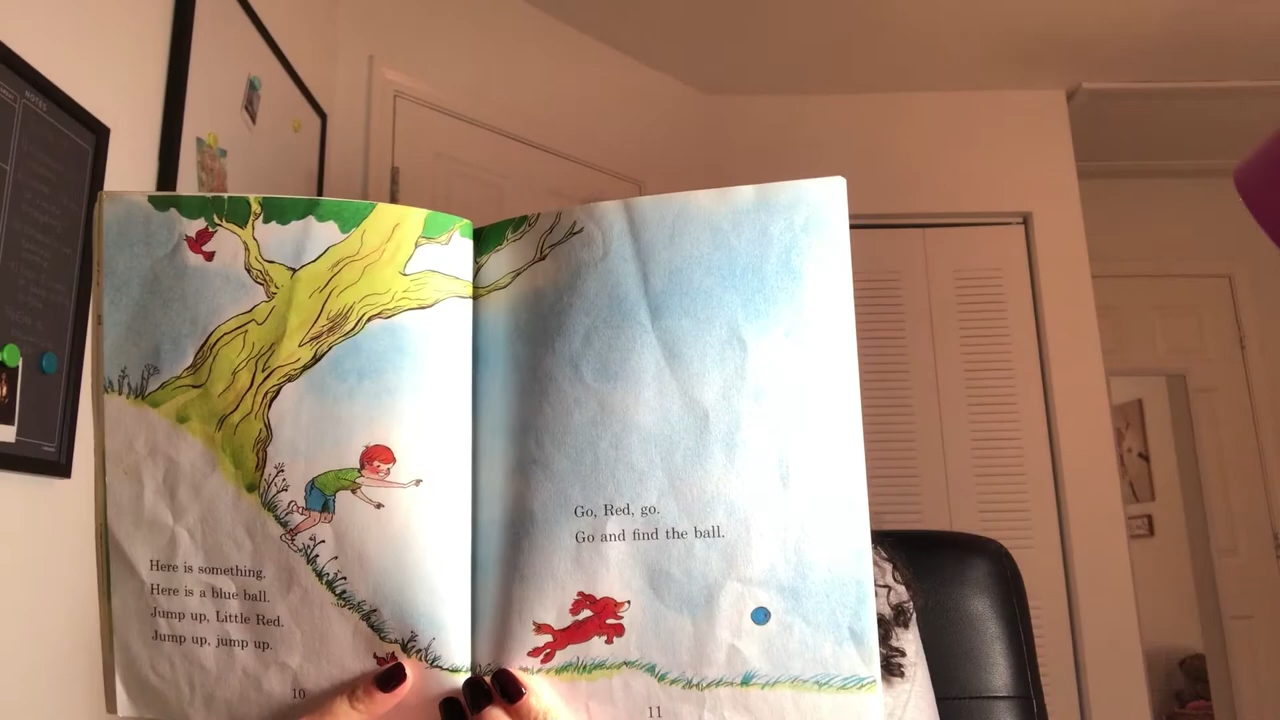 NOTES
Here is something.
Here is a blue ball.
Jump up, Little Red.
Jump up, jump up.
10
Go, Red, go.
Go and find the ball.
11